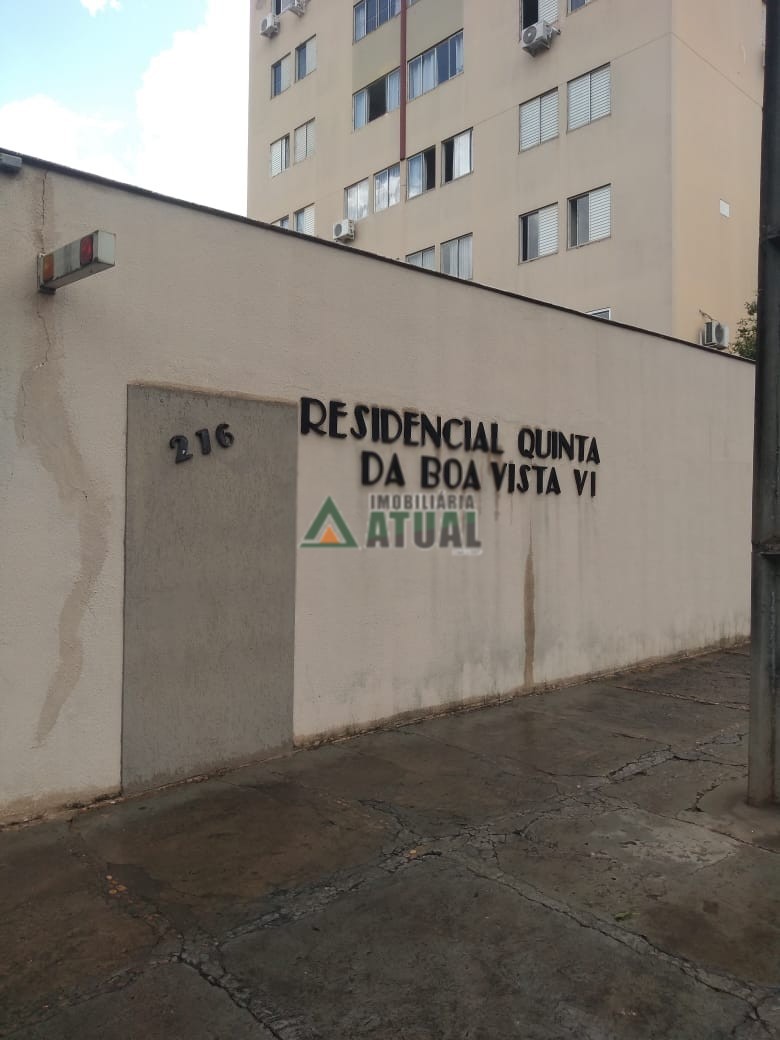 216
RESIDENCIAL QUINTA
DA BOA VISTA VI
IMOBILIÁRIA
ATUAL